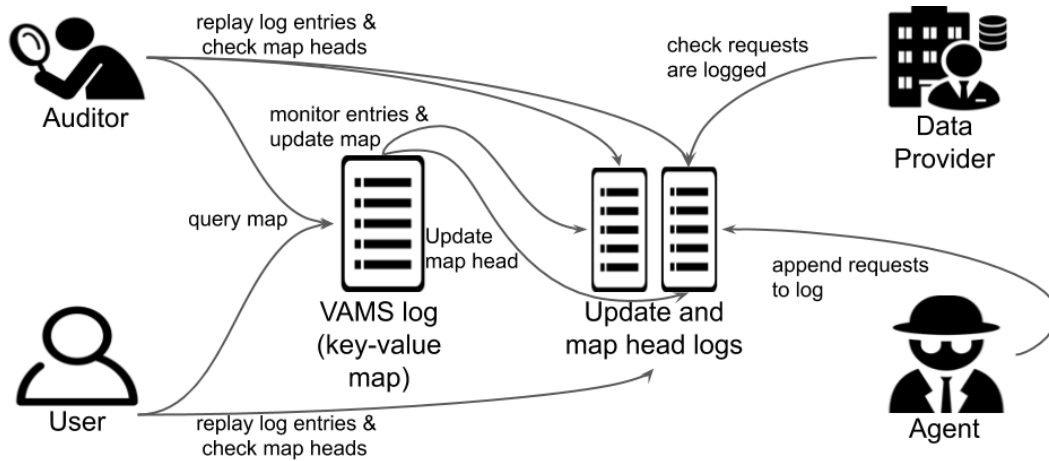 replay log entries &
check map heads
check requests
are logged
Auditor
monitor entries &
update map
Data
Provider
query map
Update
map head
append requests
to log
VAMS log
(key-value
map)
Update and
map head logs
User
replay log entries &
check map heads
Agent